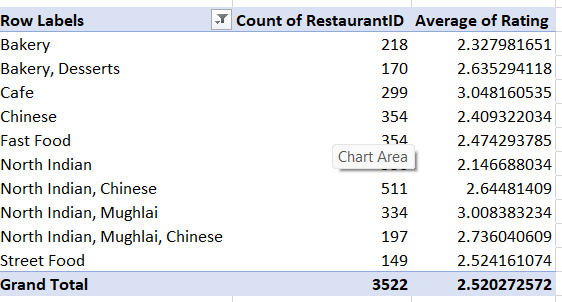 Row Labels Count of RestaurantID Average of Rating
Bakery 218 2.327981651
Bakery, Desserts 170 2.635294118
Cafe 299 3.048160535
Chinese 354 2.409322034
Fast Food 354 2.474293785
Chart Area
North Indian 2.146688034
North Indian, Chinese 511 2.64481409
North Indian, Mughlai 334 3.008383234
North Indian, Mughlai, Chinese 197 2.736040609
Street Food 149 2.524161074
Grand Total 3522 2.520272572